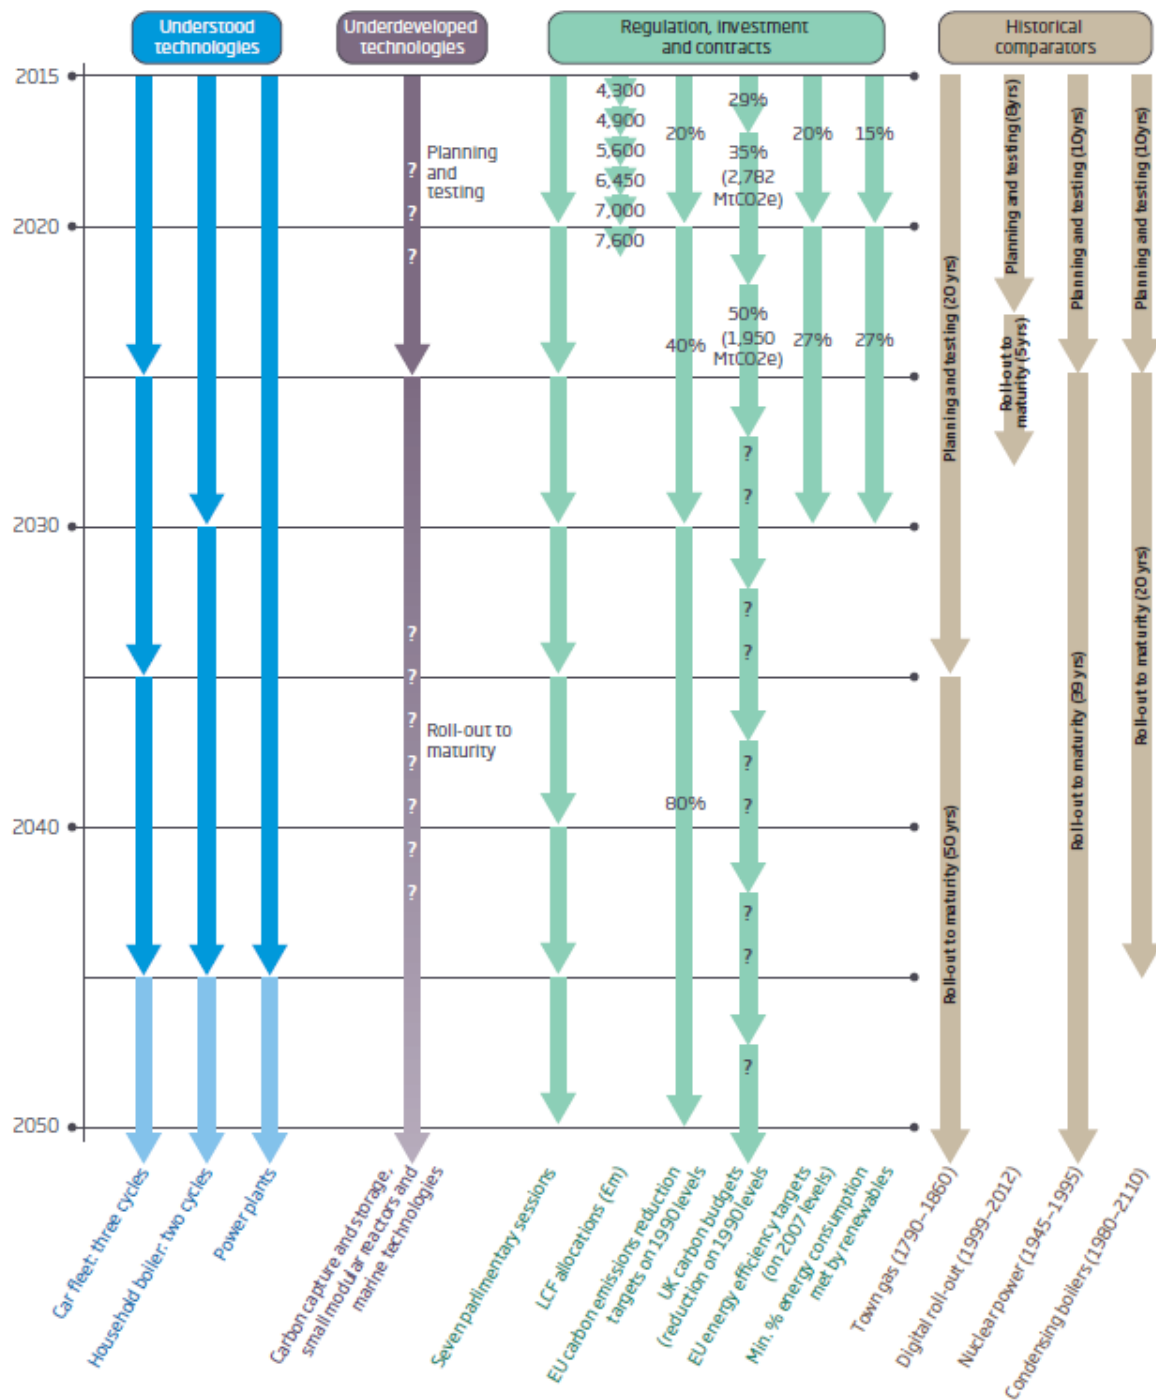 Understood
technologies
Underdeveloped
technologies
Regulation, investment
and contracts
Historical
comparators
2015
2020
2030
2040
2050
Planning
and
testing
?
?
?
?
?
?
?
?
?
?
Roll-out to
maturity
4,300
4,900
5,600
6,450
7,000
7,600
20%
40%
80%
29%
35%
(2,782
MtCO2e)
50%
(1,950
MtCO2e)
?
?
?
?
?
?
?
?
?
20%
27%
15%
27%
Planning and testing (20 yrs)
Roll-out to maturity (50 yrs)
Planning and testing (8yrs)
Roll-out to
maturity (5yrs)
Planning and testing (10yrs)
Roll-out to maturity (39 yrs)
Planning and testing (10yrs)
Roll-out to maturity (20 yrs)
Car fleet: three cycles
Household boiler: two cycles
Power plants
Carbon capture and storage,
small modular reactors and
marine technologies
Seven parlimentary sessions
LCF allocations (£m)
EU carbon emissions reduction
targets on 1990 levels
UK carbon budgets
(reduction on 1990 levels
EU energy efficiency targets
(on 2007 levels)
Min. % energy consumption
met by renewables
Town gas (1790–1860)
Digital roll-out (1999–2012)
Nuclear power (1945–1995)
Condensing boilers (1980–2110)